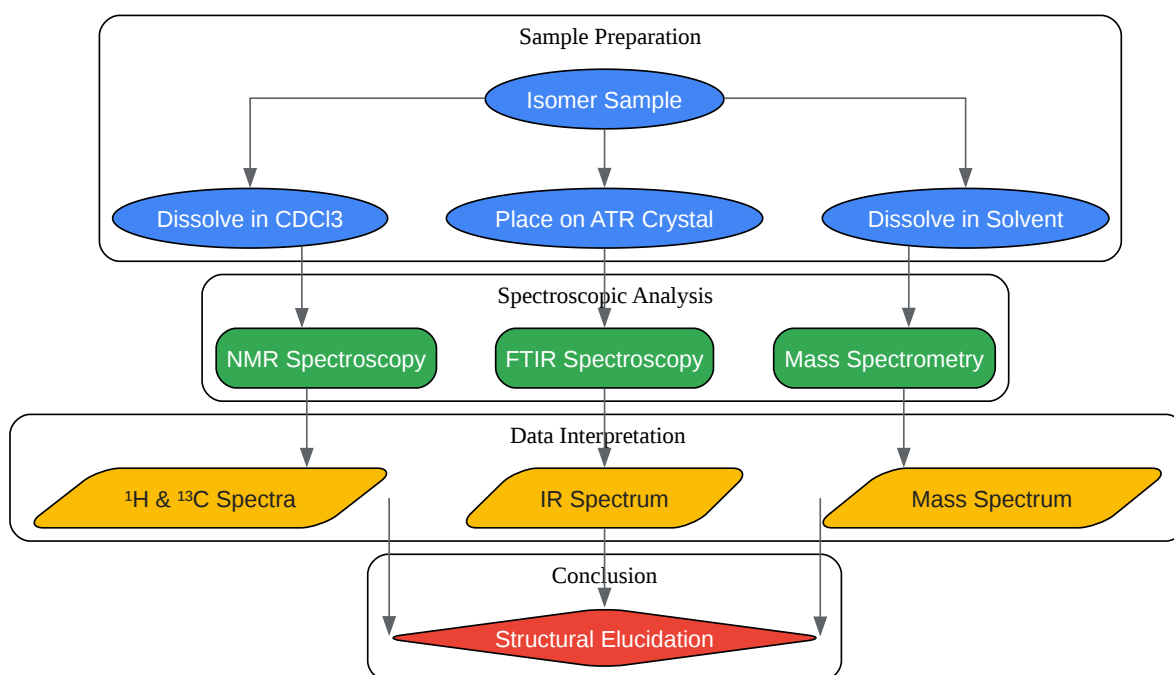 Sample Preparation
Isomer Sample
Dissolve in CDCl3
Place on ATR Crystal
Dissolve in Solvent
Spectroscopic Analysis
NMR Spectroscopy
FTIR Spectroscopy
Mass Spectrometry
Data Interpretation
¹H & ¹³C Spectra
IR Spectrum
Mass Spectrum
Conclusion
Structural Elucidation